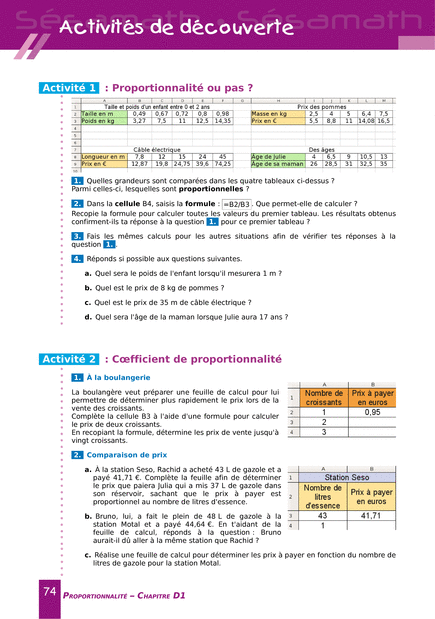 Sésamath Sésamath
Activités de découverte
Activité 1 : Proportionnalité ou pas ?
A B C D E F G H I J K L M
1 Taille et poids d'un enfant entre 0 et 2 ans Prix des pommes
2 Taille en m 0,49 0,67 0,72 0,8 0,98 Masse en kg 2,5 4 5 6,4 7,5
3 Poids en kg 3,27 7,5 11 12,5 14,35 Prix en € 5,5 8,8 11 14,08 16,5
4
5
6
7 Câble électrique Des âges
8 Longueur en m 7,8 12 15 24 45 Age de Julie 4 6,5 9 10,5 13
9 Prix en € 12,87 19,8 24,75 39,6 74,25 Age de sa maman 26 28,5 31 32,5 35
10
1. Quelles grandeurs sont comparées dans les quatre tableaux ci-dessus ?
Parmi celles-ci, lesquelles sont proportionnelles ?
2. Dans la cellule B4, saisis la formule : =B2/B3 . Que permet-elle de calculer ?
Recopie la formule pour calculer toutes les valeurs du premier tableau. Les résultats obtenus
confirment-ils ta réponse à la question 1. pour ce premier tableau ?
3. Fais les mêmes calculs pour les autres situations afin de vérifier tes réponses à la
question 1. .
4. Réponds si possible aux questions suivantes.
a. Quel sera le poids de l'enfant lorsqu'il mesurera 1 m ?
b. Quel est le prix de 8 kg de pommes ?
c. Quel est le prix de 35 m de câble électrique ?
d. Quel sera l'âge de la maman lorsque Julie aura 17 ans ?
Activité 2 : Cœfficient de proportionnalité
1. À la boulangerie
La boulangère veut préparer une feuille de calcul pour lui
permettre de déterminer plus rapidement le prix lors de la
vente des croissants.
Complète la cellule B3 à l'aide d'une formule pour calculer
le prix de deux croissants.
En recopiant la formule, détermine les prix de vente jusqu'à
vingt croissants.
A B
1 Nombre de croissants Prix à payer en euros
2 1 0,95
3 2
4 3
2. Comparaison de prix
a. À la station Seso, Rachid a acheté 43 L de gazole et a
payé 41,71 €. Complète la feuille afin de déterminer
le prix que paiera Julia qui a mis 37 L de gazole dans
son réservoir, sachant que le prix à payer est
proportionnel au nombre de litres d'essence.
b. Bruno, lui, a fait le plein de 48 L de gazole à la
station Motal et a payé 44,64 €. En t'aidant de la
feuille de calcul, réponds à la question : Bruno
aurait-il dû aller à la même station que Rachid ?
A B
1 Station Seso
2 Nombre de litres d'essence Prix à payer en euros
3 43 41,71
4 1
c. Réalise une feuille de calcul pour déterminer les prix à payer en fonction du nombre de
litres de gazole pour la station Motal.
74 PROPORTIONNALITÉ – CHAPITRE D1